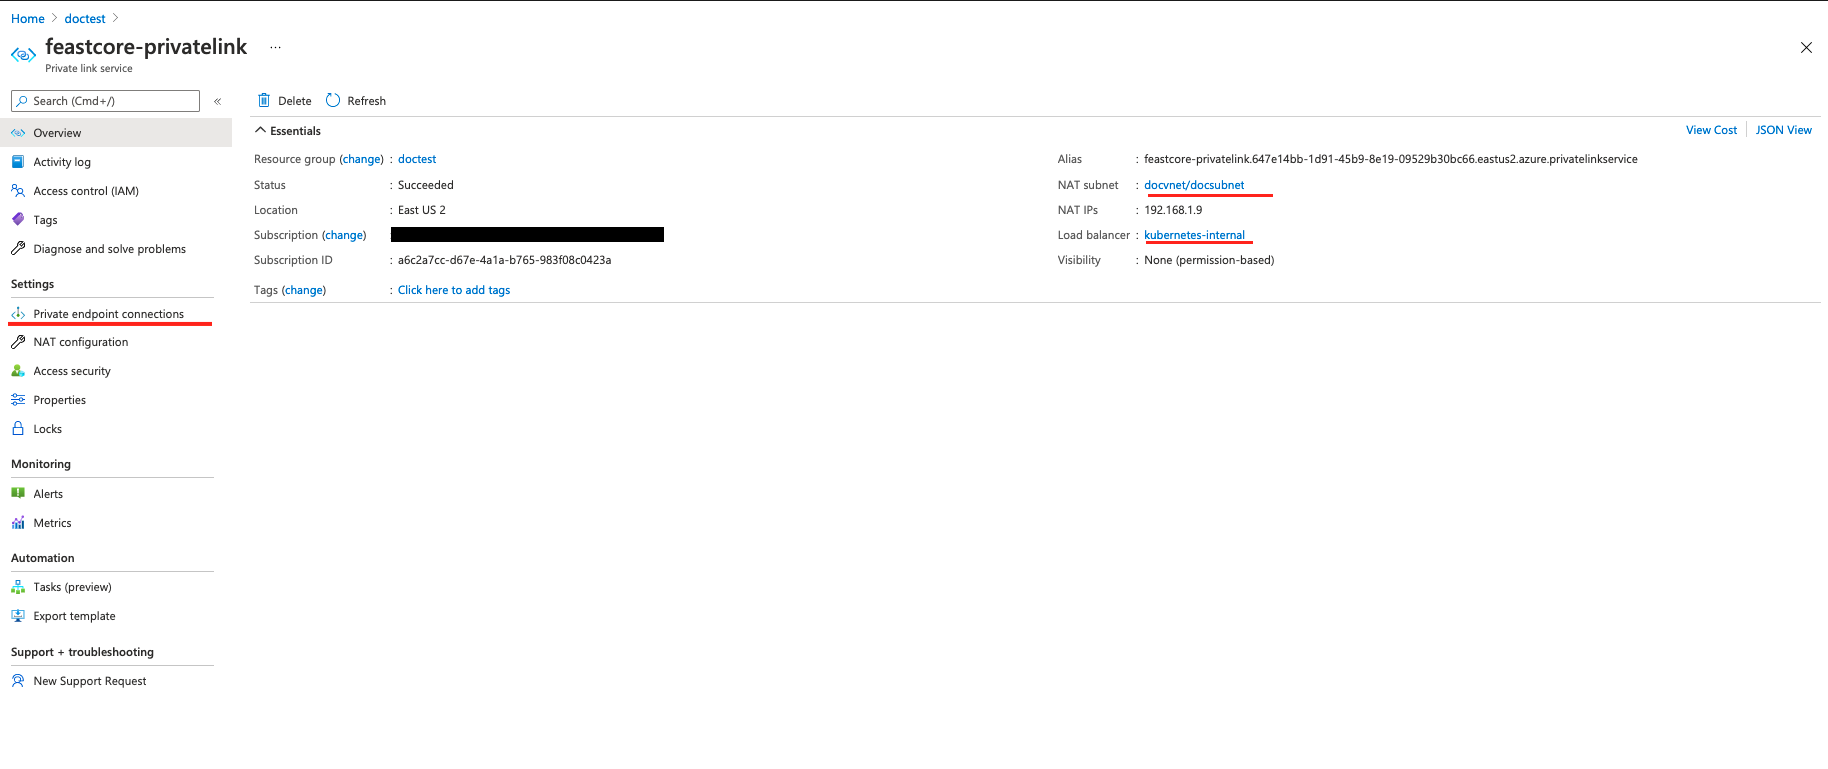 Home > doctest >
feastcore-privatelink ...
Private link service
Search (Cmd+/) «
Overview
Activity log
Access control (IAM)
Tags
Diagnose and solve problems
Settings
Private endpoint connections
NAT configuration
Access security
Properties
Locks
Monitoring
Alerts
Metrics
Automation
Tasks (preview)
Export template
Support + troubleshooting
New Support Request
Delete Refresh
Essentials
View Cost JSON View
Resource group (change) : doctest
Status : Succeeded
Location : East US 2
Subscription (change)
Subscription ID : a6c2a7cc-d67e-4a1a-b765-983f08c0423a
Tags (change) : Click here to add tags
Alias : feastcore-privatelink.647e14bb-1d91-45b9-8e19-09529b30bc66.eastus2.azure.privatelinkservice
NAT subnet : docvnet/docsubnet
NAT IPs : 192.168.1.9
Load balancer : kubernetes-internal
Visibility : None (permission-based)